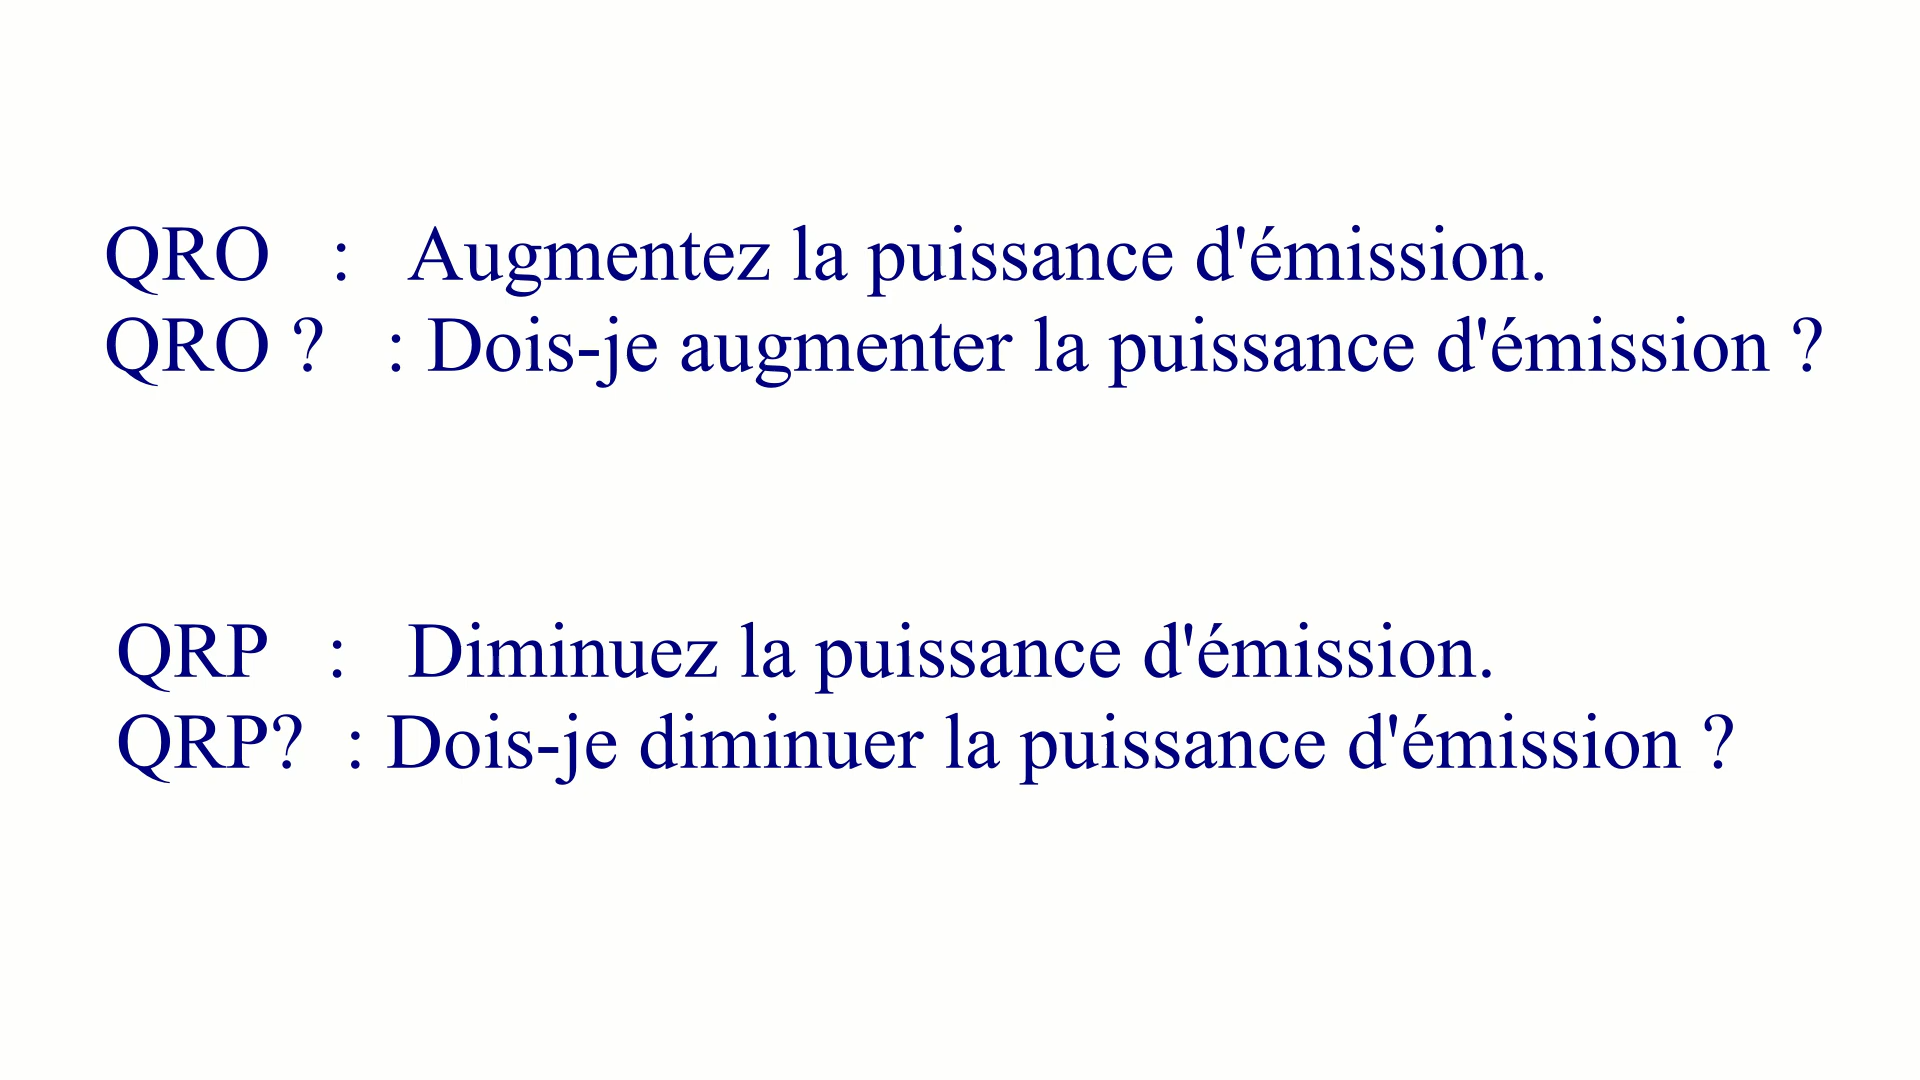 QRO : Augmentez la puissance d'émission.
QRO ? : Dois-je augmenter la puissance d'émission ?
QRP : Diminuez la puissance d'émission.
QRP? : Dois-je diminuer la puissance d'émission ?